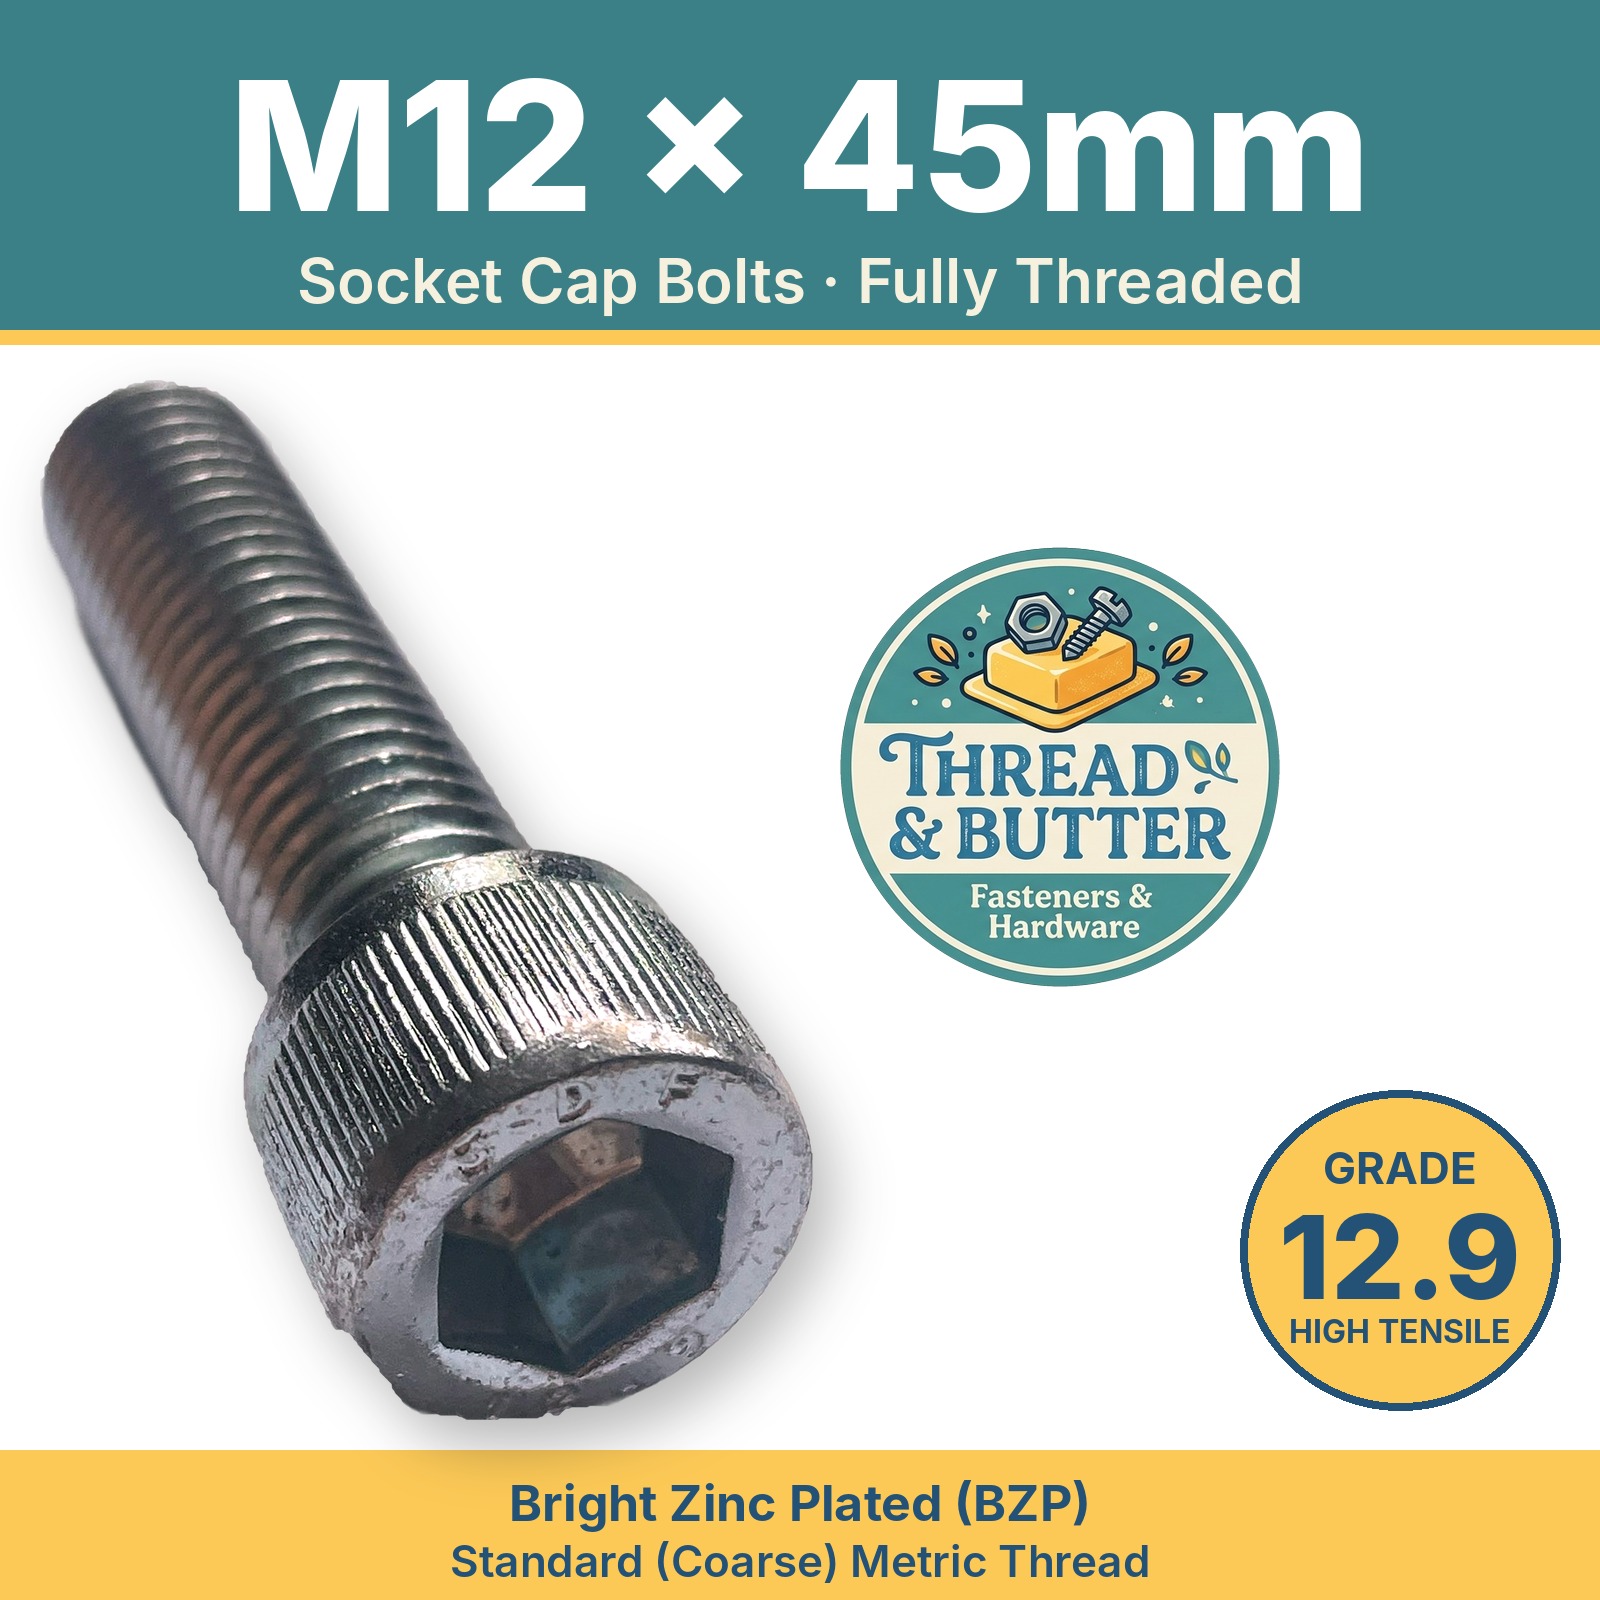 M12 × 45mm
Socket Cap Bolts · Fully Threaded
THREAD
& BUTTER
Fasteners &
Hardware
GRADE
12.9
HIGH TENSILE
Bright Zinc Plated (BZP)
Standard (Coarse) Metric Thread